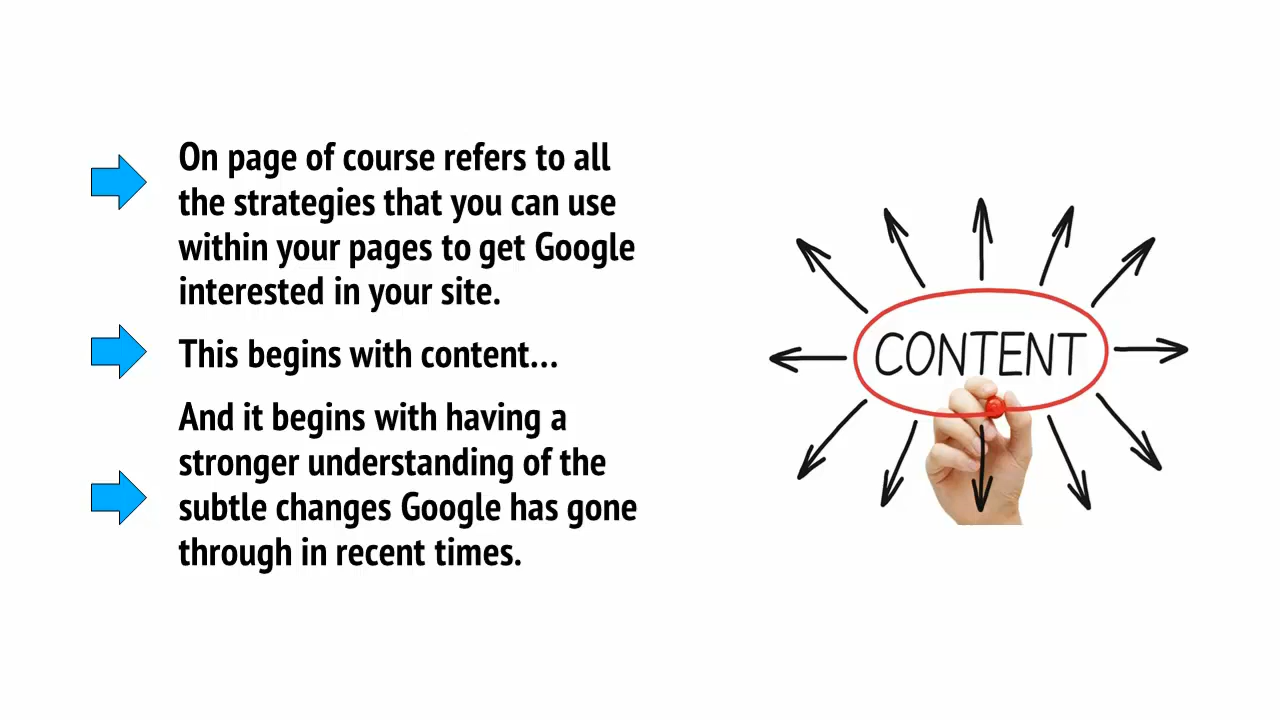 On page of course refers to all
the strategies that you can use
within your pages to get Google
interested in your site.
This begins with content...
And it begins with having a
stronger understanding of the
subtle changes Google has gone
through in recent times.
CONTENT